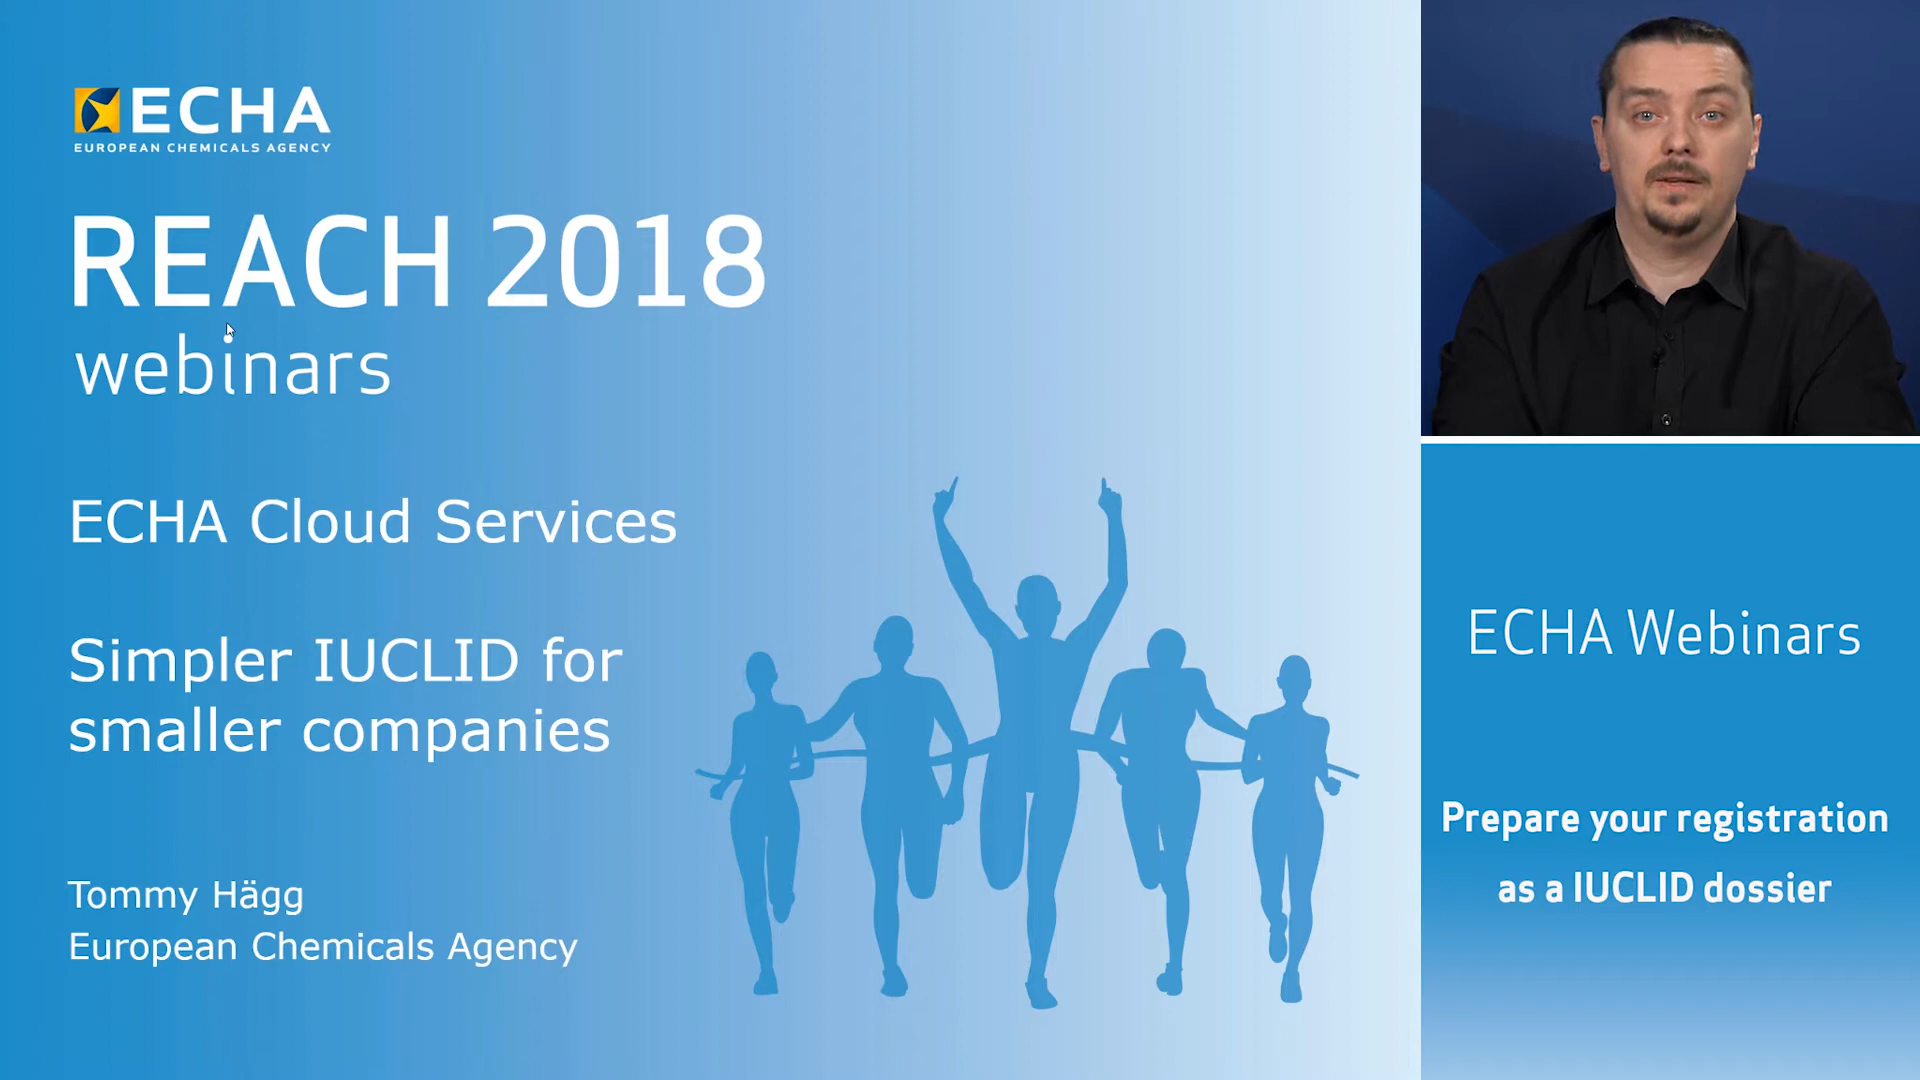 ECHA
EUROPEAN CHEMICALS AGENCY
REACH 2018
webinars
ECHA Cloud Services
Simpler IUCLID for
smaller companies
Tommy Hägg
European Chemicals Agency
ECHA Webinars
Prepare your registration
as a IUCLID dossier